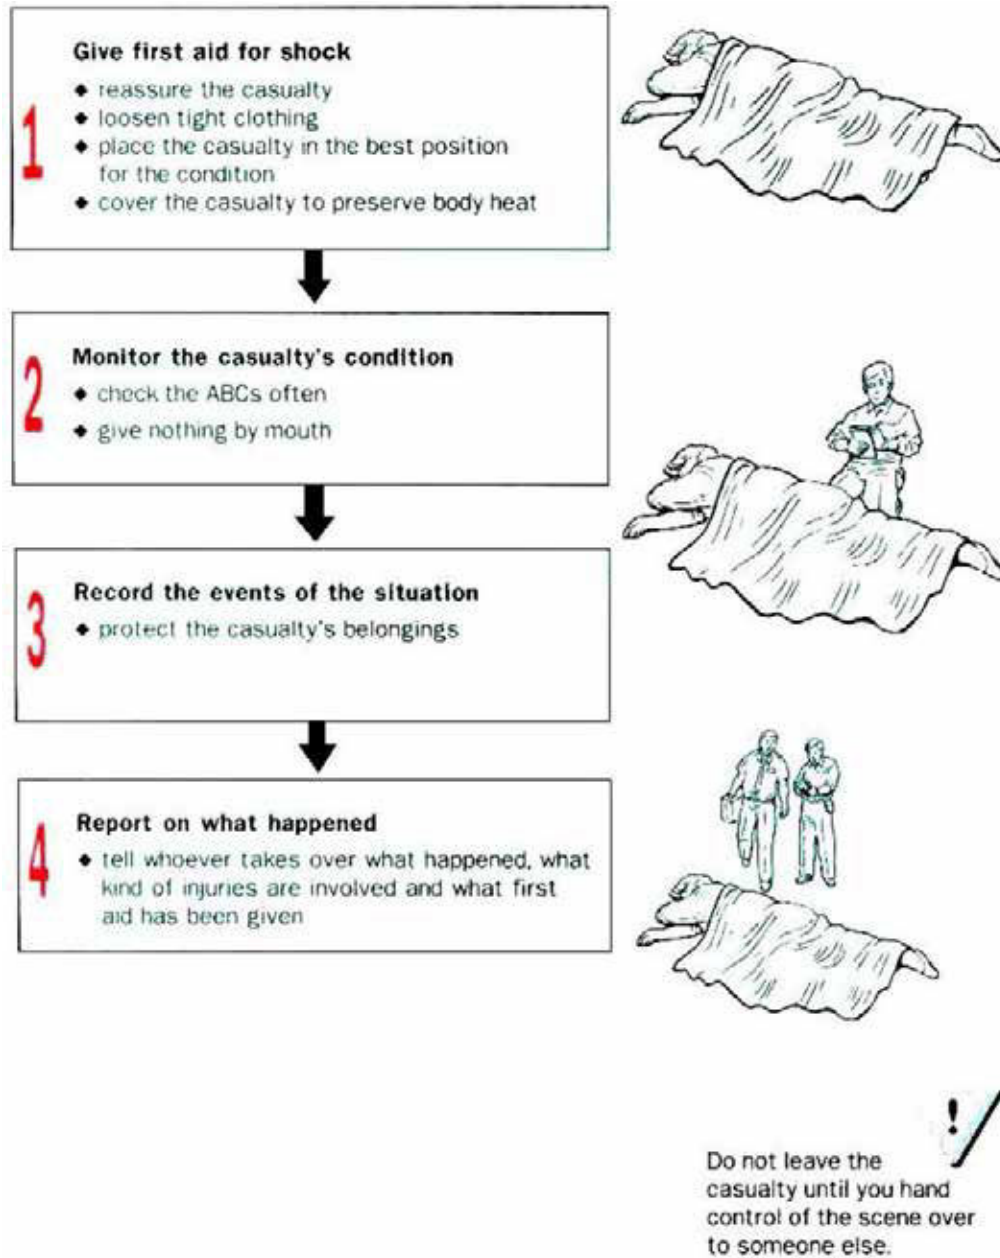 1
Give first aid for shock
◆ reassure the casualty
◆ loosen tight clothing
◆ place the casualty in the best position
for the condition
◆ cover the casualty to preserve body heat
2
Monitor the casualty's condition
◆ check the ABCs often
◆ give nothing by mouth
3
Record the events of the situation
◆ protect the casualty's belongings
4
Report on what happened
◆ tell whoever takes over what happened, what
kind of injuries are involved and what first
aid has been given
!
Do not leave the
casualty until you hand
control of the scene over
to someone else.